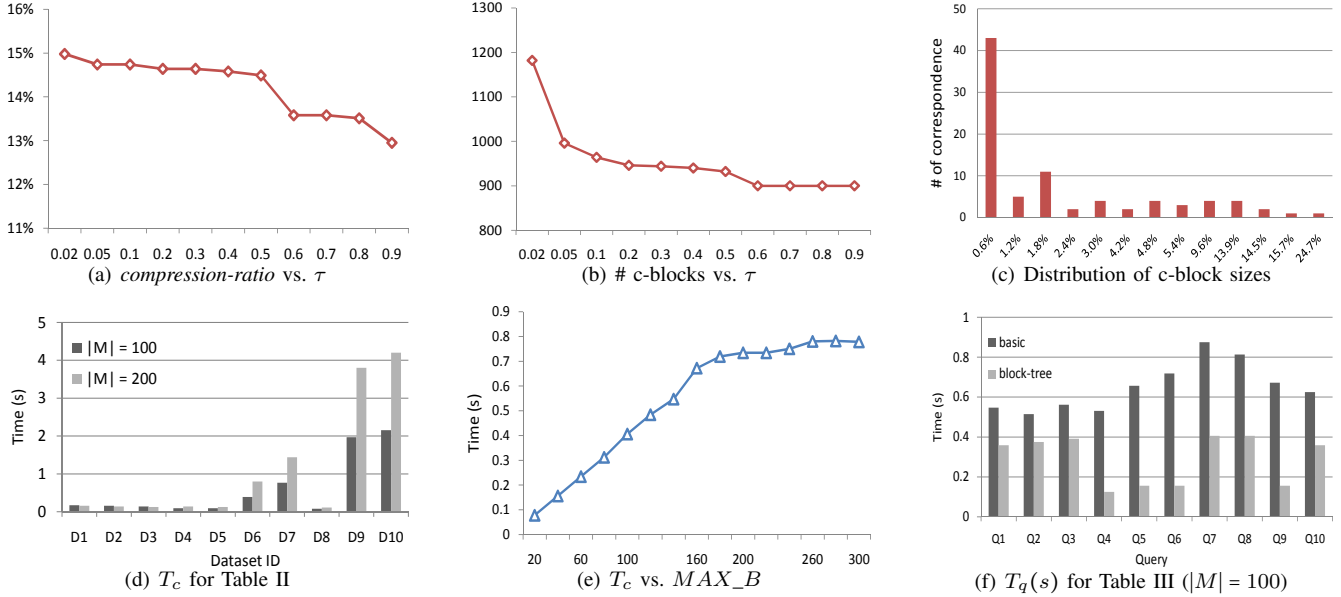 16%
15%
14%
13%
12%
11%
0.02 0.05 0.1 0.2 0.3 0.4 0.5 0.6 0.7 0.8 0.9
(a) compression-ratio vs. τ
1300
1200
1100
1000
900
800
0.02 0.05 0.1 0.2 0.3 0.4 0.5 0.6 0.7 0.8 0.9
(b) # c-blocks vs. τ
# of correspondence
50
40
30
20
10
0
0.6% 1.2% 1.8% 2.4% 3.0% 4.2% 4.8% 5.4% 9.6% 13.9% 14.5% 15.7% 24.7%
(c) Distribution of c-block sizes
Time (s)
5
4
3
2
1
0
|M| = 100
|M| = 200
D1 D2 D3 D4 D5 D6 D7 D8 D9 D10
Dataset ID
(d) T_c for Table II
Time (s)
0.9
0.8
0.7
0.6
0.5
0.4
0.3
0.2
0.1
0
20 60 100 160 200 260 300
(e) T_c vs. MAX_B
Time (s)
1
0.8
0.6
0.4
0.2
0
basic
block-tree
Q1 Q2 Q3 Q4 Q5 Q6 Q7 Q8 Q9 Q10
Query
(f) T_q(s) for Table III (|M| = 100)